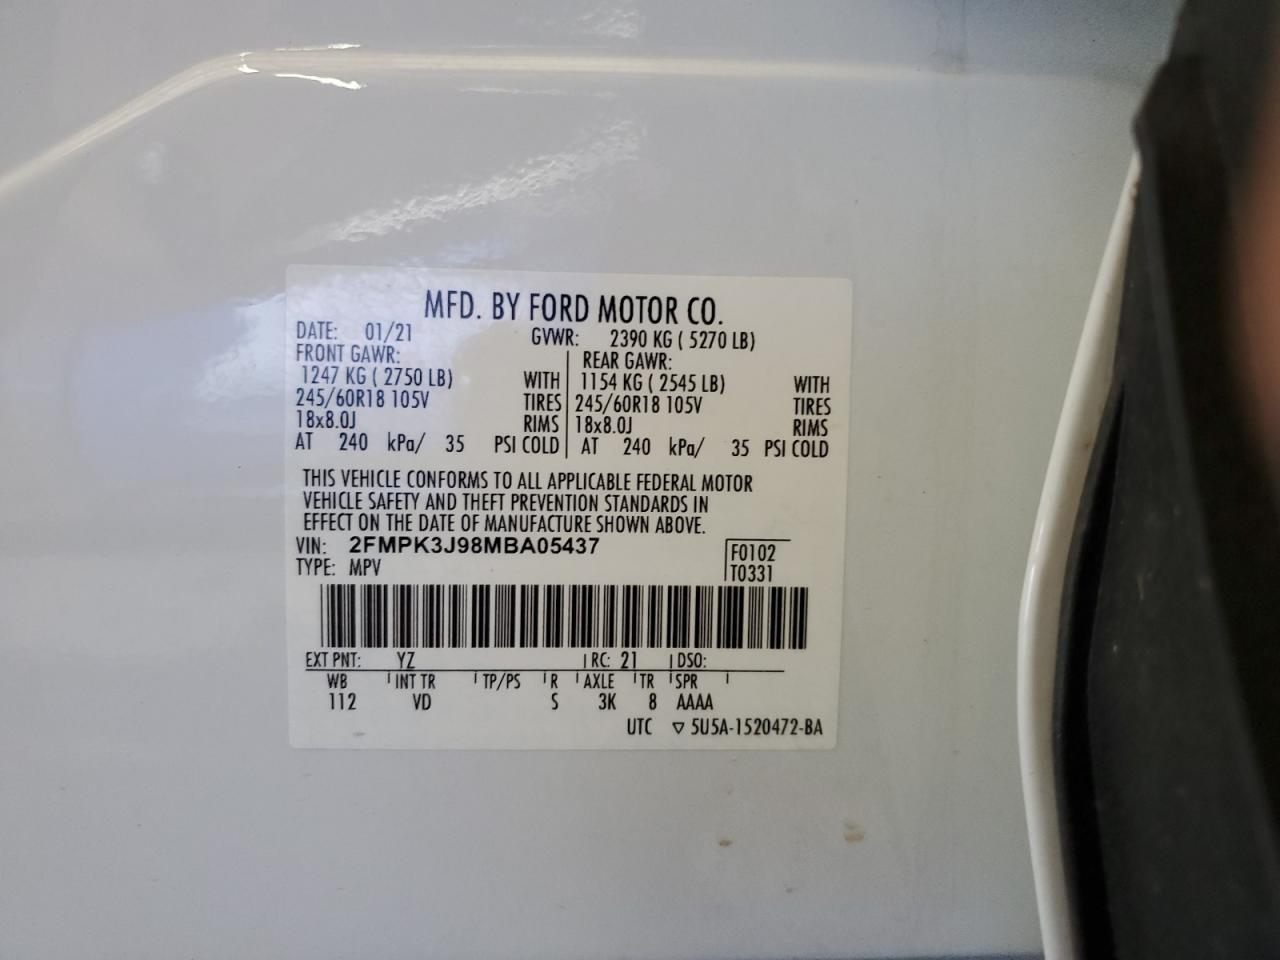 MFD. BY FORD MOTOR CO.
DATE: 01/21 GVWR: 2390 KG ( 5270 LB)
FRONT GAWR: REAR GAWR:
1247 KG ( 2750 LB) WITH 1154 KG ( 2545 LB) WITH
245/60R18 105V TIRES 245/60R18 105V TIRES
18x8.0J RIMS 18x8.0J RIMS
AT 240 kPa/ 35 PSI COLD AT 240 kPa/ 35 PSI COLD
THIS VEHICLE CONFORMS TO ALL APPLICABLE FEDERAL MOTOR
VEHICLE SAFETY AND THEFT PREVENTION STANDARDS IN
EFFECT ON THE DATE OF MANUFACTURE SHOWN ABOVE.
VIN: 2FMPK3J98MBA05437 F0102
TYPE: MPV T0331
EXT PNT: YZ RC: 21 DSO:
WB INT TR TP/PS R AXLE TR SPR
112 VD S 3K 8 AAAA
UTC ▽ 5U5A-1520472-BA